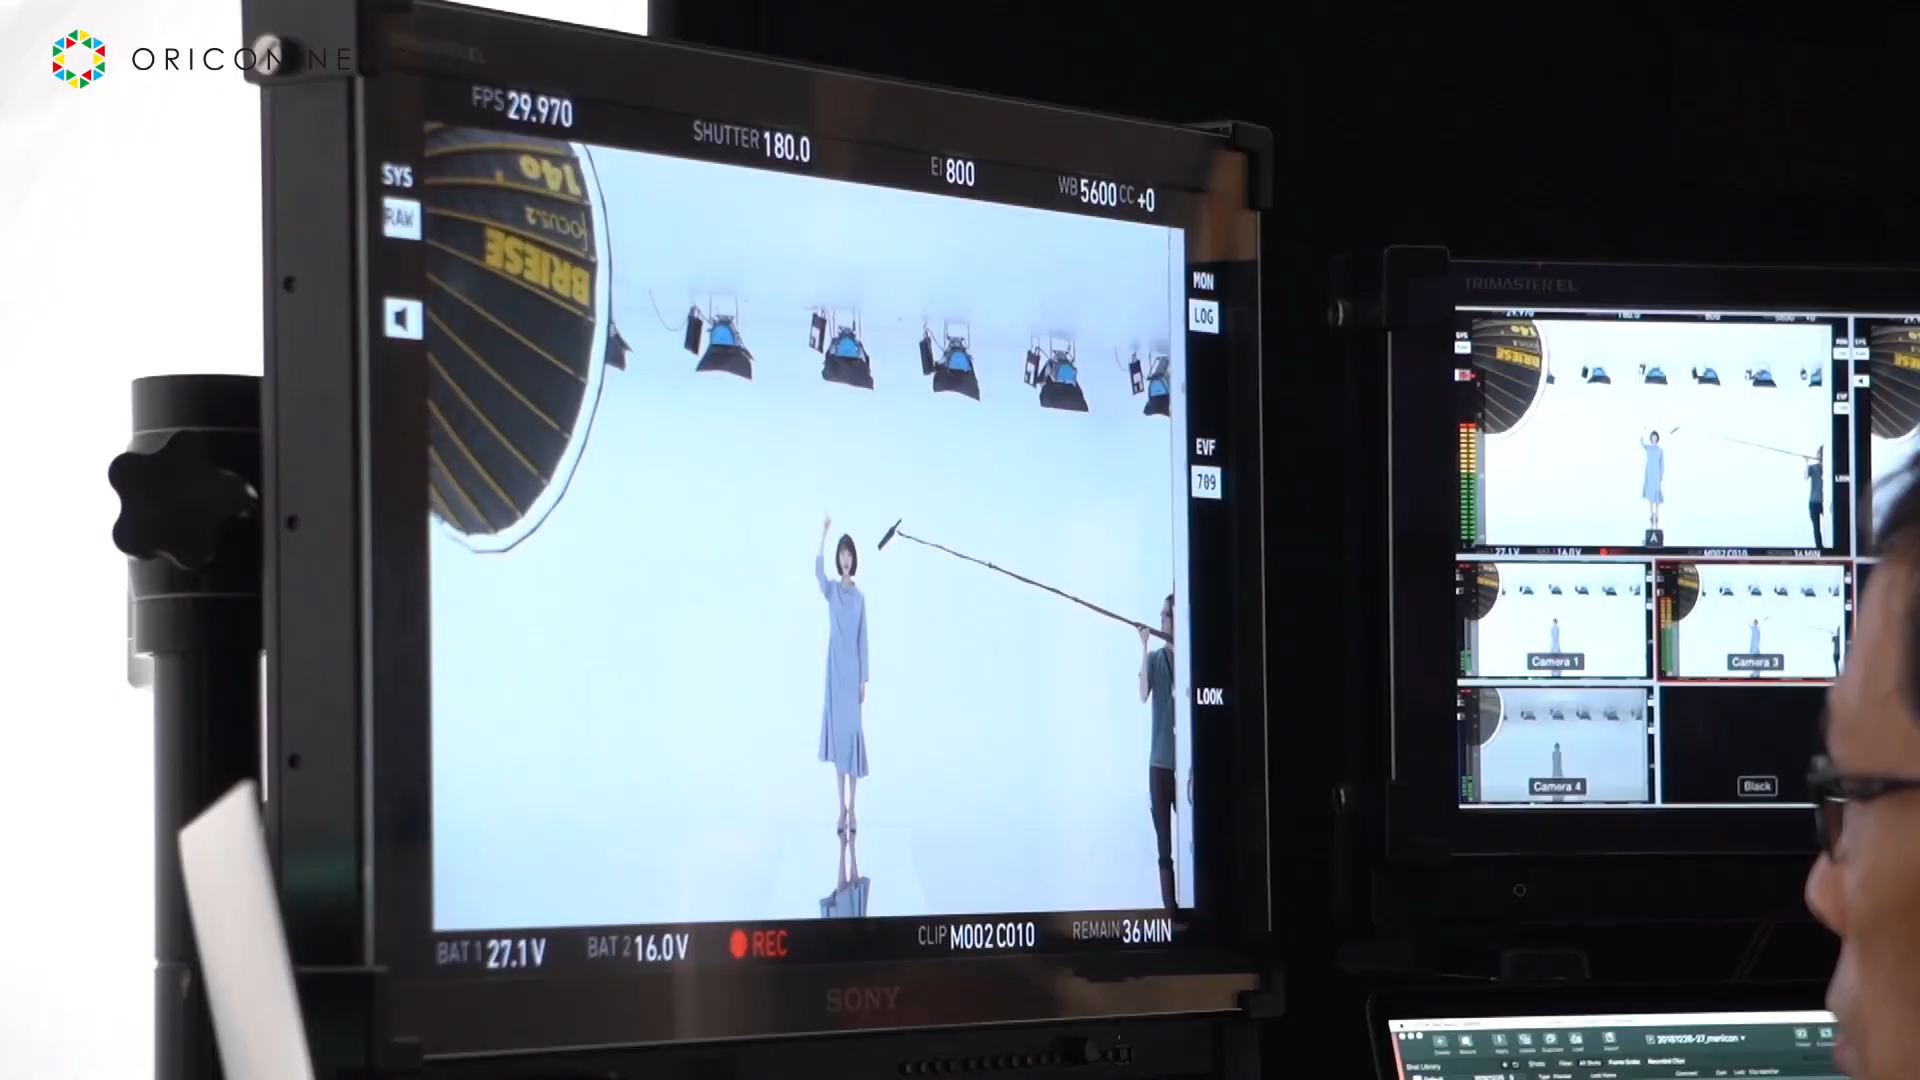 ORICON NE
FPS 29.970
SHUTTER 180.0
EI 800
WB 5600 CC +0
SYS
RAW
140
FOCUS.2
BRIESE
MON
LOG
EVF
709
LOOK
BAT 1 27.1 V
BAT 2 16.0 V
REC
CLIP M002 C010
REMAIN 36 MIN
SONY
TRIMASTER EL
A
Camera 1
Camera 3
Camera 4
Black